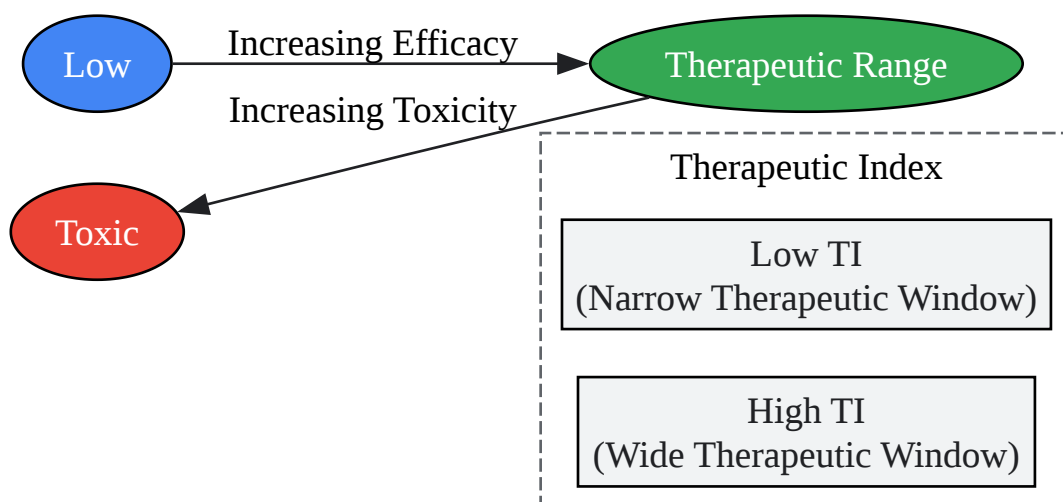 Low
Increasing Efficacy
Therapeutic Range
Increasing Toxicity
Toxic
Therapeutic Index
Low TI
(Narrow Therapeutic Window)
High TI
(Wide Therapeutic Window)